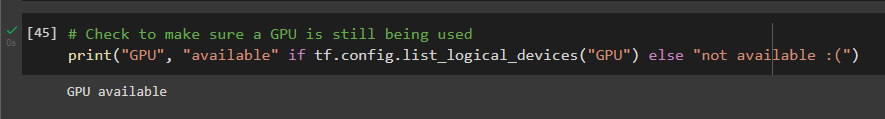 [45] # Check to make sure a GPU is still being used
print("GPU", "available" if tf.config.list_logical_devices("GPU") else "not available :(")
0s
GPU available